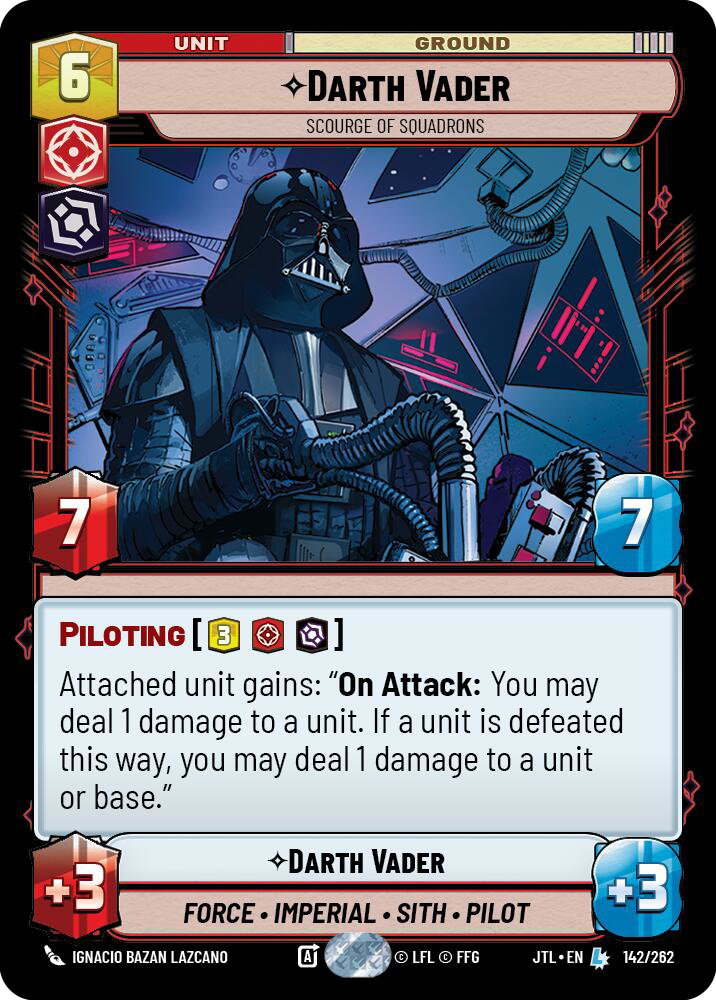 UNIT
GROUND
6
DARTH VADER
SCOURGE OF SQUADRONS
7
7
PILOTING [3]
Attached unit gains: “On Attack: You may
deal 1 damage to a unit. If a unit is defeated
this way, you may deal 1 damage to a unit
or base.”
DARTH VADER
+3
+3
FORCE • IMPERIAL • SITH • PILOT
IGNACIO BAZAN LAZCANO
A
© LFL © FFG
JTL • EN
L
142/262